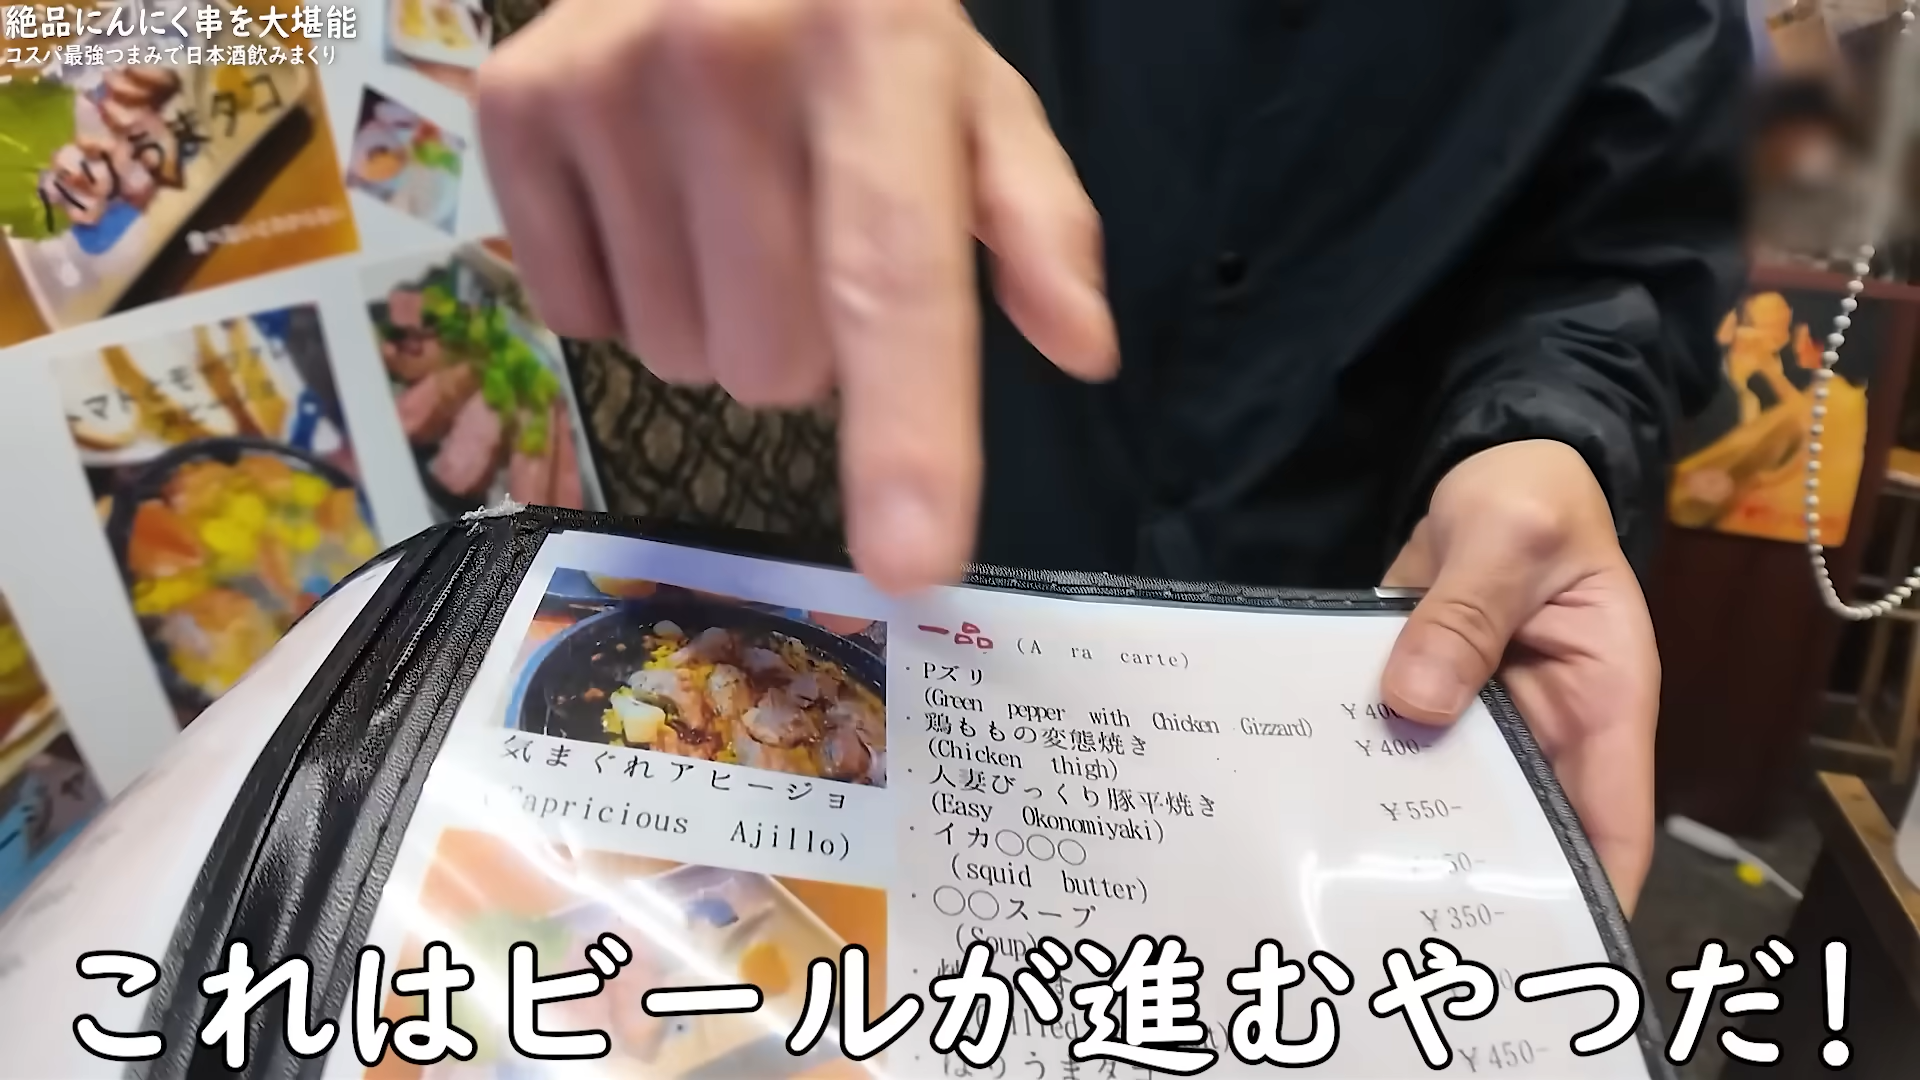 絶品にんにく串を大堪能
コスパ最強つまみで日本酒飲みまくり
気まぐれアヒージョ
Capricious Ajillo)
一品 (A ra carte)
・Pズリ
(Green pepper with Chicken Gizzard) ¥400
・鶏ももの変態焼き ¥400-
(Chicken thigh)
・人妻びっくり豚平焼き ¥550-
(Easy Okonomiyaki)
・イカ○○○ 50-
(squid butter)
・○○スープ ¥350-
(Soup)
¥450-
これはビールが進むやつだ!